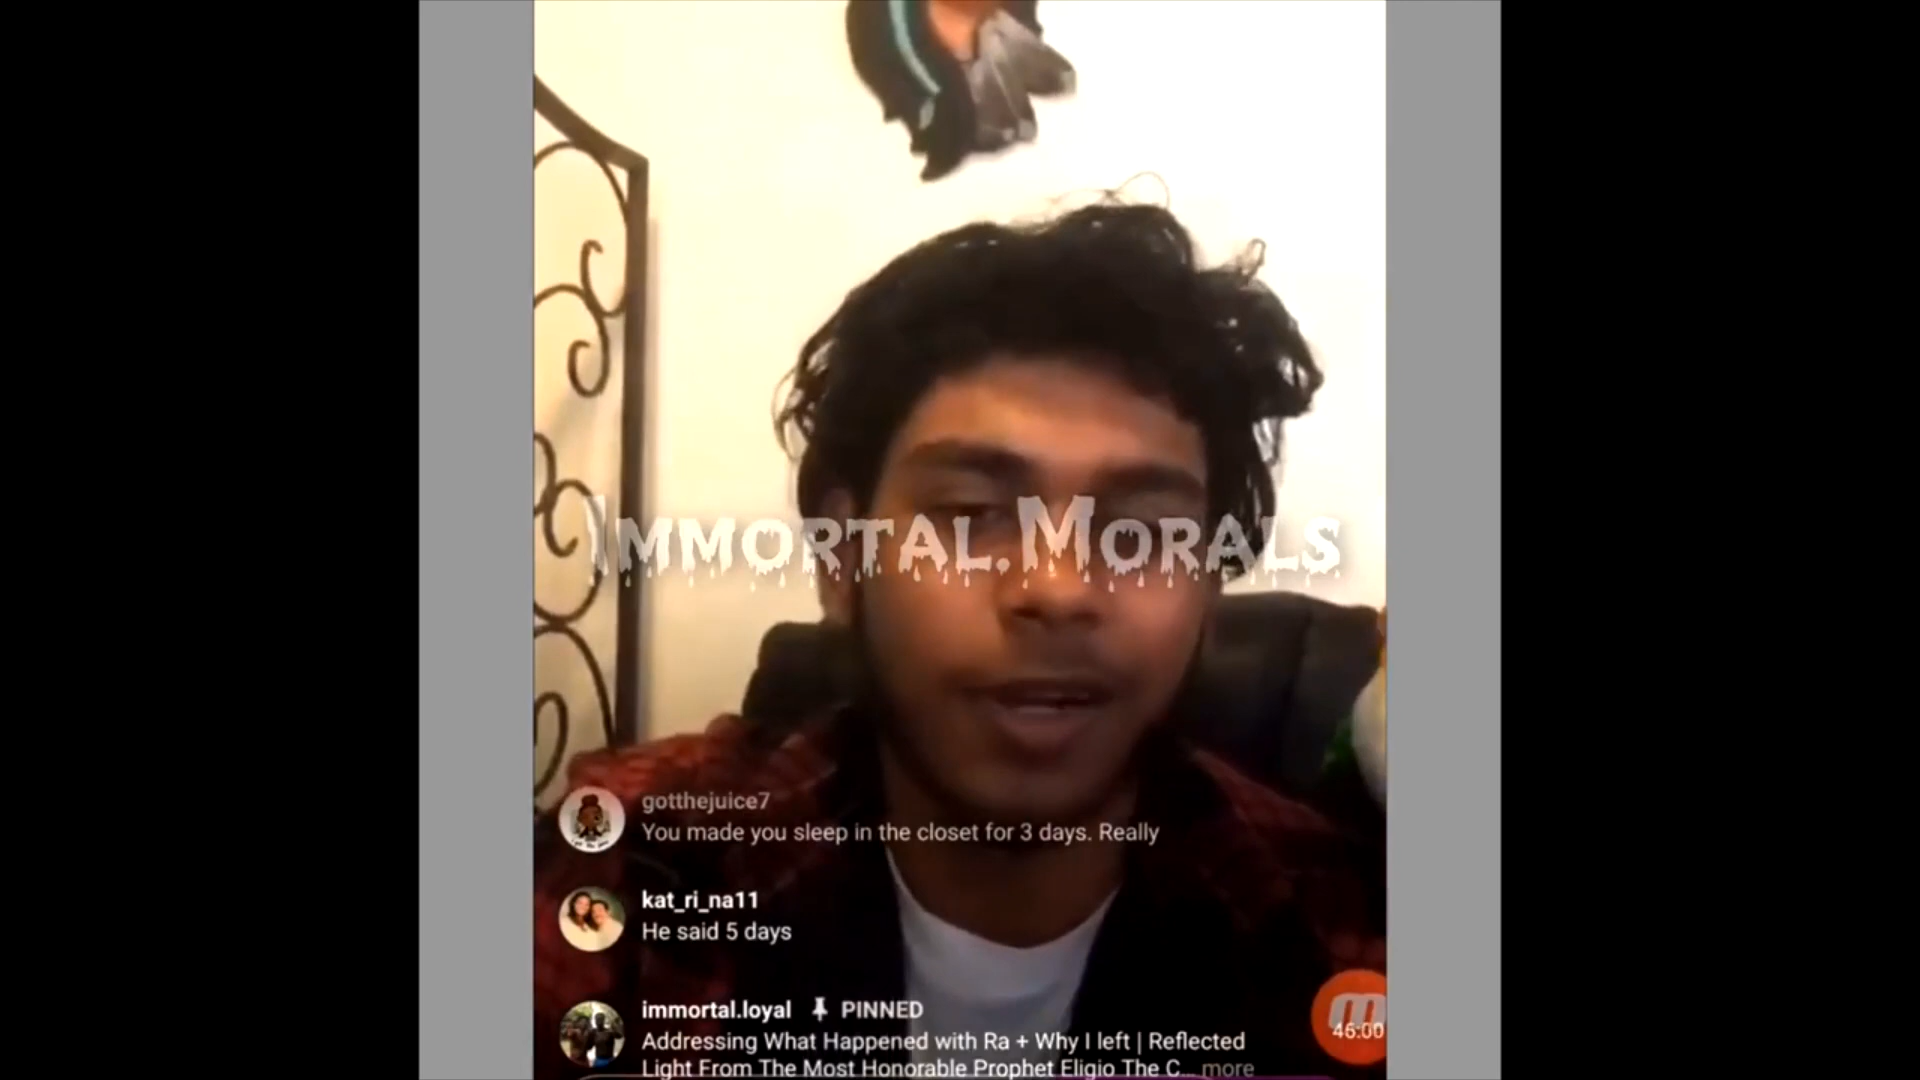 Immortal.Morals
gotthejuice7
You made you sleep in the closet for 3 days. Really
kat_ri_na11
He said 5 days
immortal.loyal PINNED
Addressing What Happened with Ra + Why I left | Reflected
Light From The Most Honorable Prophet Eligio The C... more
46:00